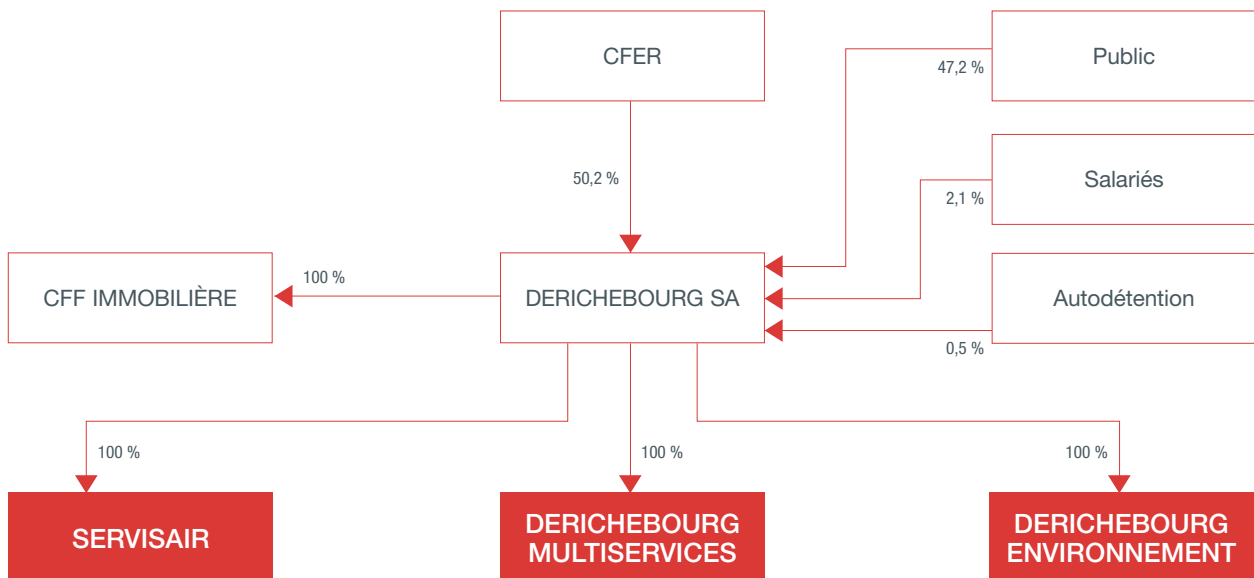 CFER
Public
47,2 %
50,2 %
Salariés
2,1 %
CFF IMMOBILIÈRE
100 %
DERICHEBOURG SA
Autodétention
0,5 %
100 %
100 %
100 %
SERVISAIR
DERICHEBOURG
MULTISERVICES
DERICHEBOURG
ENVIRONNEMENT